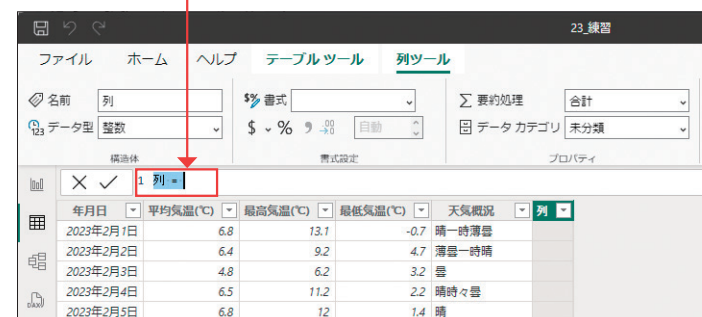 23_練習
ファイル ホーム ヘルプ テーブル ツール 列ツール
名前 列 $% 書式 ∑ 要約処理 合計
123 データ型 整数 $ % 9 .00 →.0 自動 データ カテゴリ 未分類
構造体 書式設定 プロパティ
1 列 =
年月日 平均気温(℃) 最高気温(℃) 最低気温(℃) 天気概況 列
2023年2月1日 6.8 13.1 -0.7 晴一時薄曇
2023年2月2日 6.4 9.2 4.7 薄曇一時晴
2023年2月3日 4.8 6.2 3.2 曇
2023年2月4日 6.5 11.2 2.2 晴時々曇
2023年2月5日 6.8 12 1.4 晴
DAX